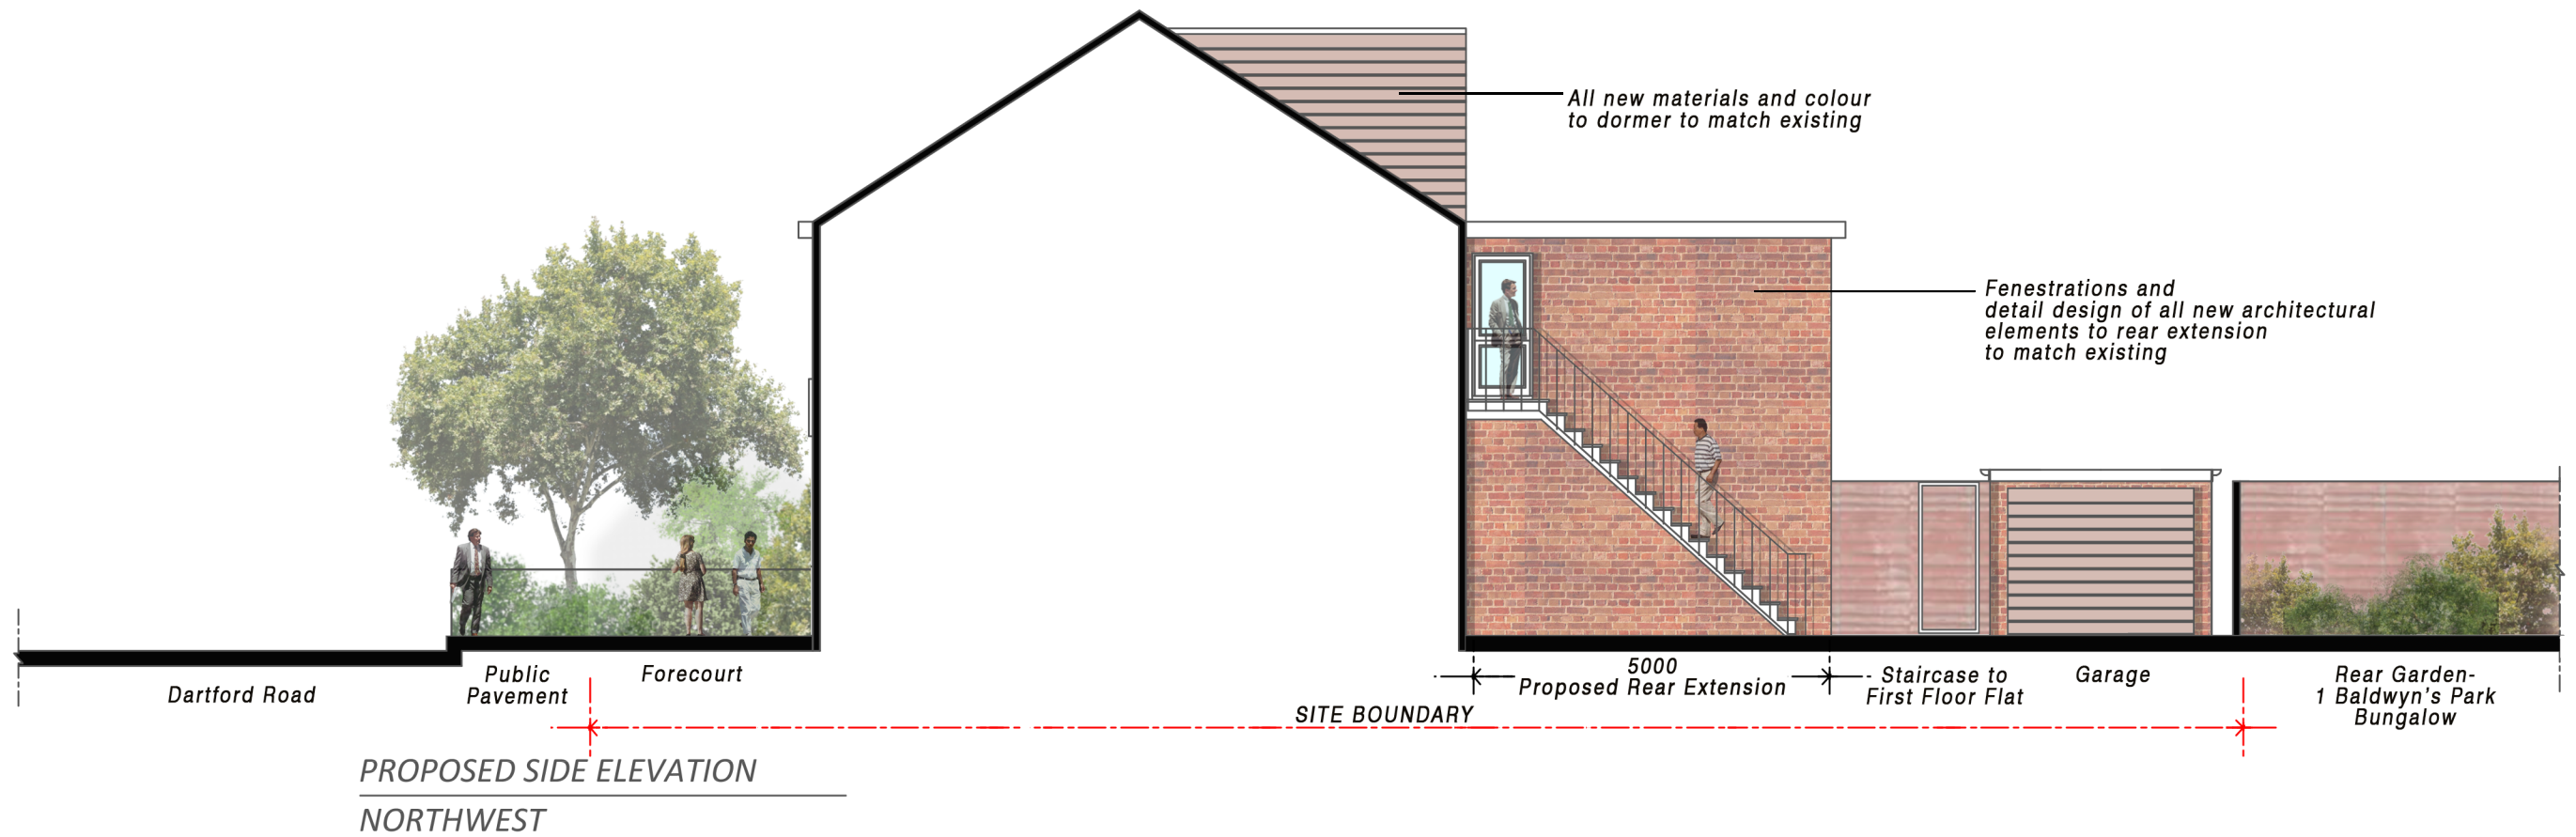 All new materials and colour
to dormer to match existing
Fenestrations and
detail design of all new architectural
elements to rear extension
to match existing
Dartford Road
Public
Pavement
Forecourt
5000
Proposed Rear Extension
Staircase to
First Floor Flat
Garage
Rear Garden-
1 Baldwyn's Park
Bungalow
SITE BOUNDARY
PROPOSED SIDE ELEVATION
NORTHWEST